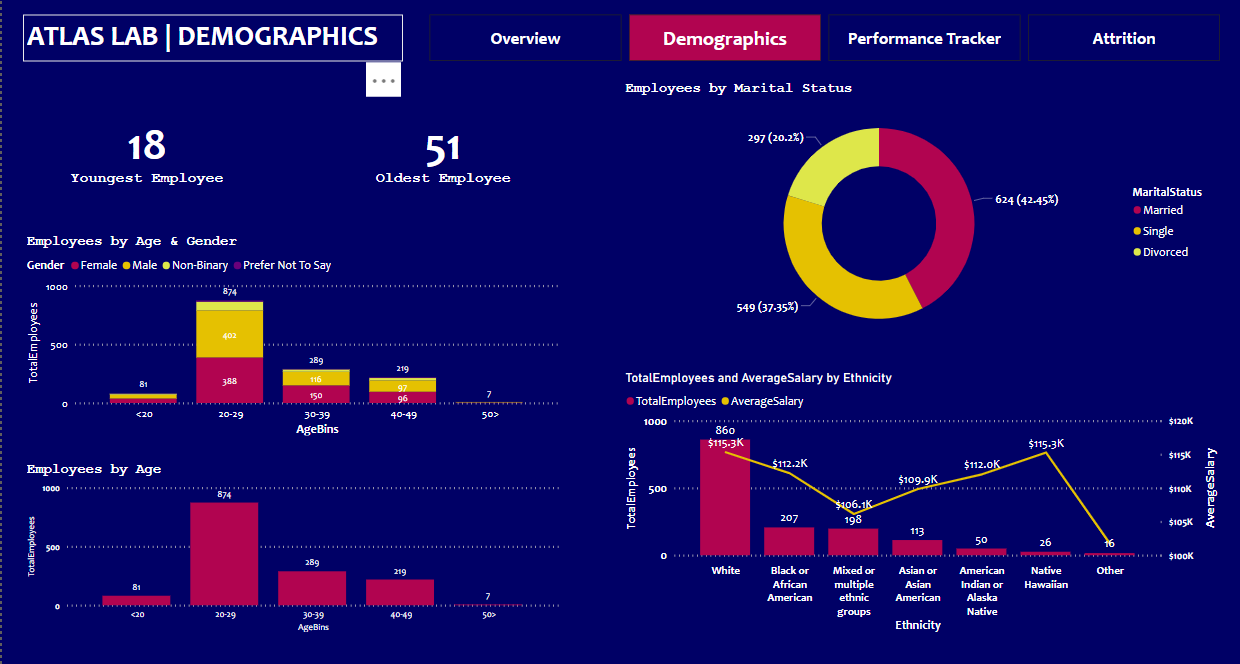 ATLAS LAB | DEMOGRAPHICS
Overview
Demographics
Performance Tracker
Attrition
...
18
Youngest Employee
51
Oldest Employee
Employees by Age & Gender
Gender Female Male Non-Binary Prefer Not To Say
TotalEmployees
1000
500
0
81
874
402
388
289
116
150
219
97
96
7
<20 20-29 30-39 40-49 50>
AgeBins
Employees by Age
TotalEmployees
1000
500
0
81
874
289
219
7
<20 20-29 30-39 40-49 50>
AgeBins
Employees by Marital Status
297 (20.2%)
624 (42.45%)
549 (37.35%)
MaritalStatus
Married
Single
Divorced
TotalEmployees and AverageSalary by Ethnicity
TotalEmployees AverageSalary
TotalEmployees
1000
500
0
860
$115.3K
$112.2K
207
$106.1K
198
$109.9K
113
$112.0K
50
$115.3K
26
16
$120K
$115K
$110K
$105K
$100K
AverageSalary
White
Black or
African
American
Mixed or
multiple
ethnic
groups
Asian or
Asian
American
American
Indian or
Alaska
Native
Native
Hawaiian
Other
Ethnicity